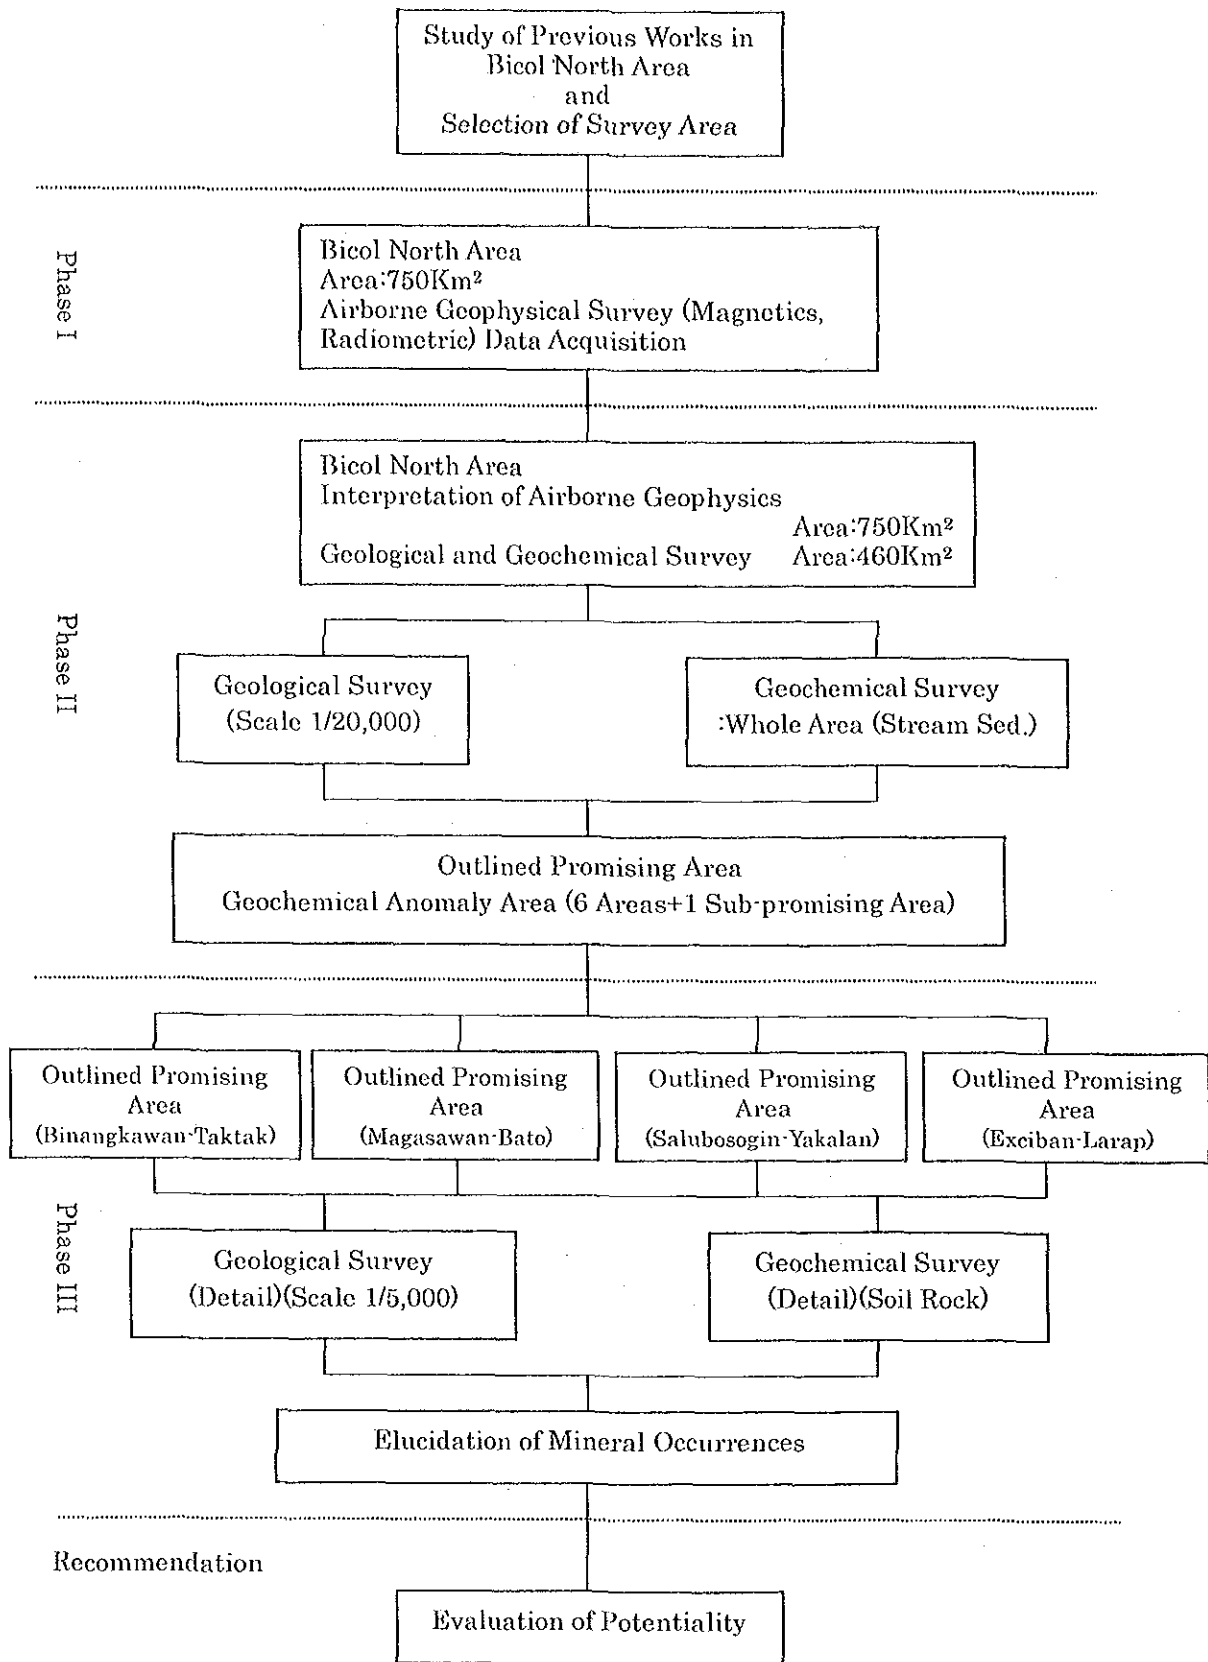 Study of Previous Works in
Bicol North Area
and
Selection of Survey Area
Phase I
Bicol North Area
Area:750Km²
Airborne Geophysical Survey (Magnetics,
Radiometric) Data Acquisition
Phase II
Bicol North Area
Interpretation of Airborne Geophysics
Area:750Km²
Geological and Geochemical Survey Area:460Km²
Geological Survey
(Scale 1/20,000)
Geochemical Survey
:Whole Area (Stream Sed.)
Outlined Promising Area
Geochemical Anomaly Area (6 Areas+1 Sub-promising Area)
Phase III
Outlined Promising
Area
(Binangkawan-Taktak)
Outlined Promising
Area
(Magasawan-Bato)
Outlined Promising
Area
(Salubosogin-Yakalan)
Outlined Promising
Area
(Exciban-Larap)
Geological Survey
(Detail)(Scale 1/5,000)
Geochemical Survey
(Detail)(Soil Rock)
Elucidation of Mineral Occurrences
Recommendation
Evaluation of Potentiality